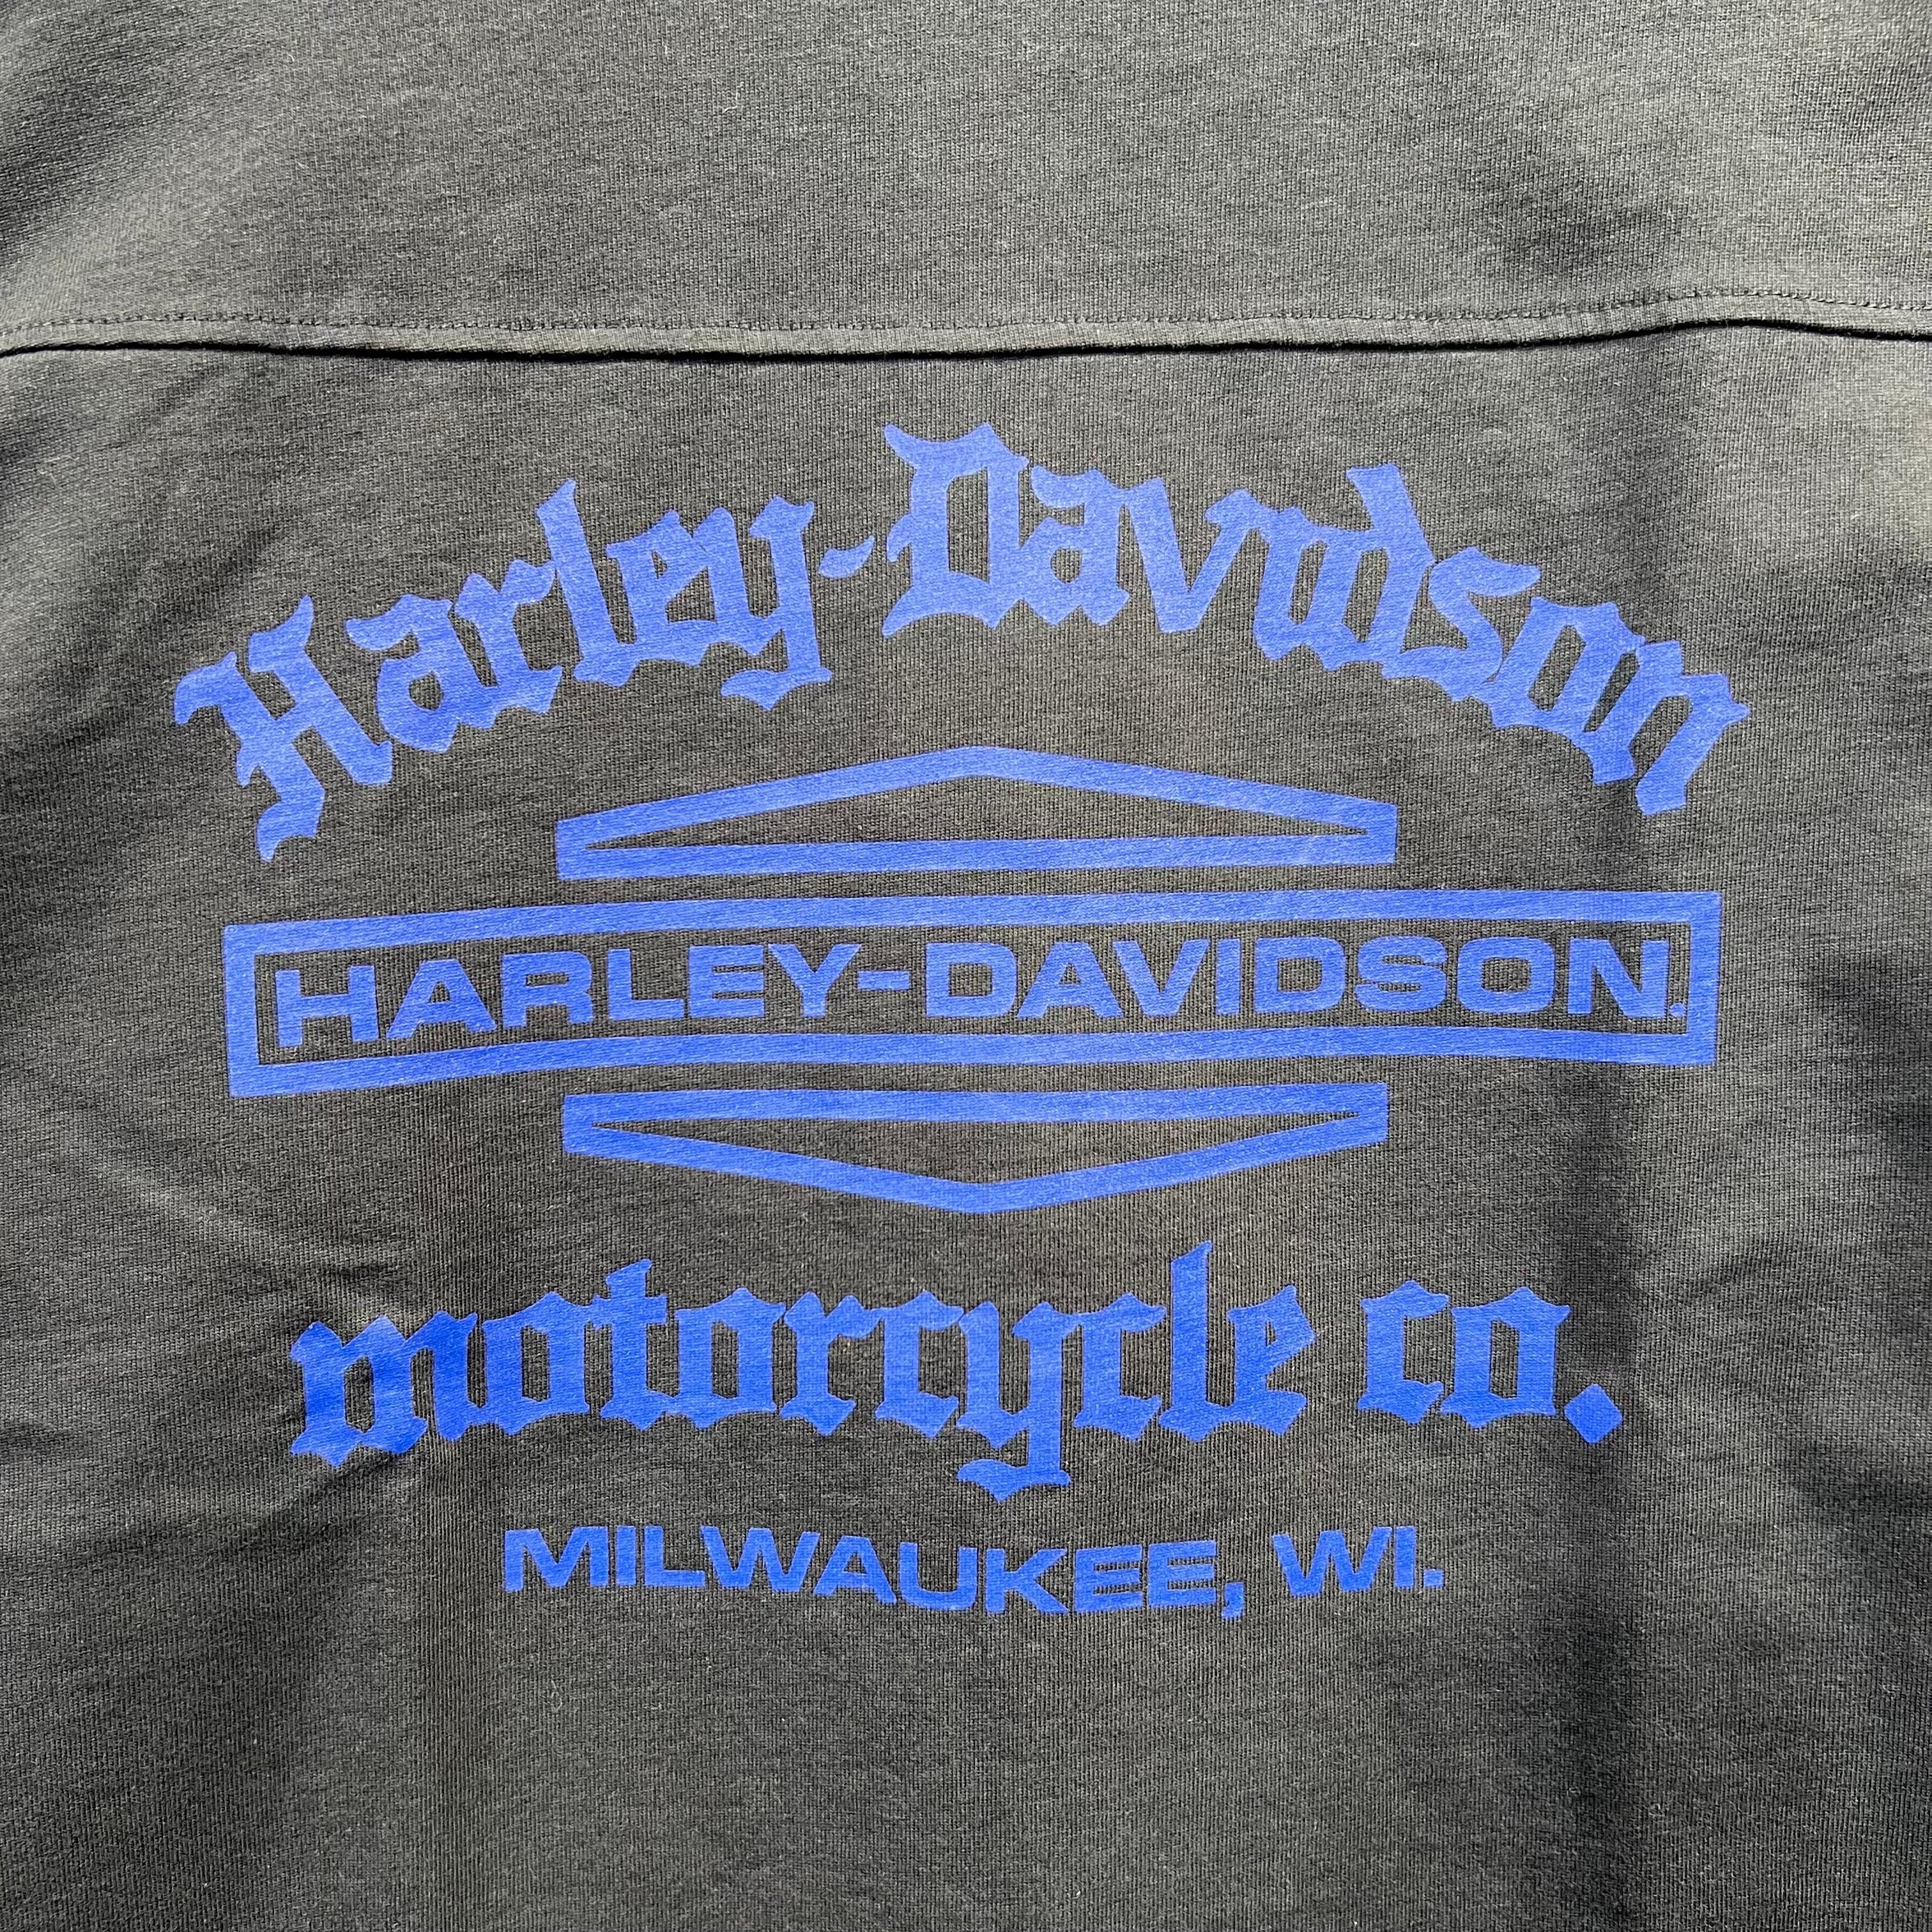 Harley-Davidson
HARLEY-DAVIDSON.
motorcycle co.
MILWAUKEE, WI.